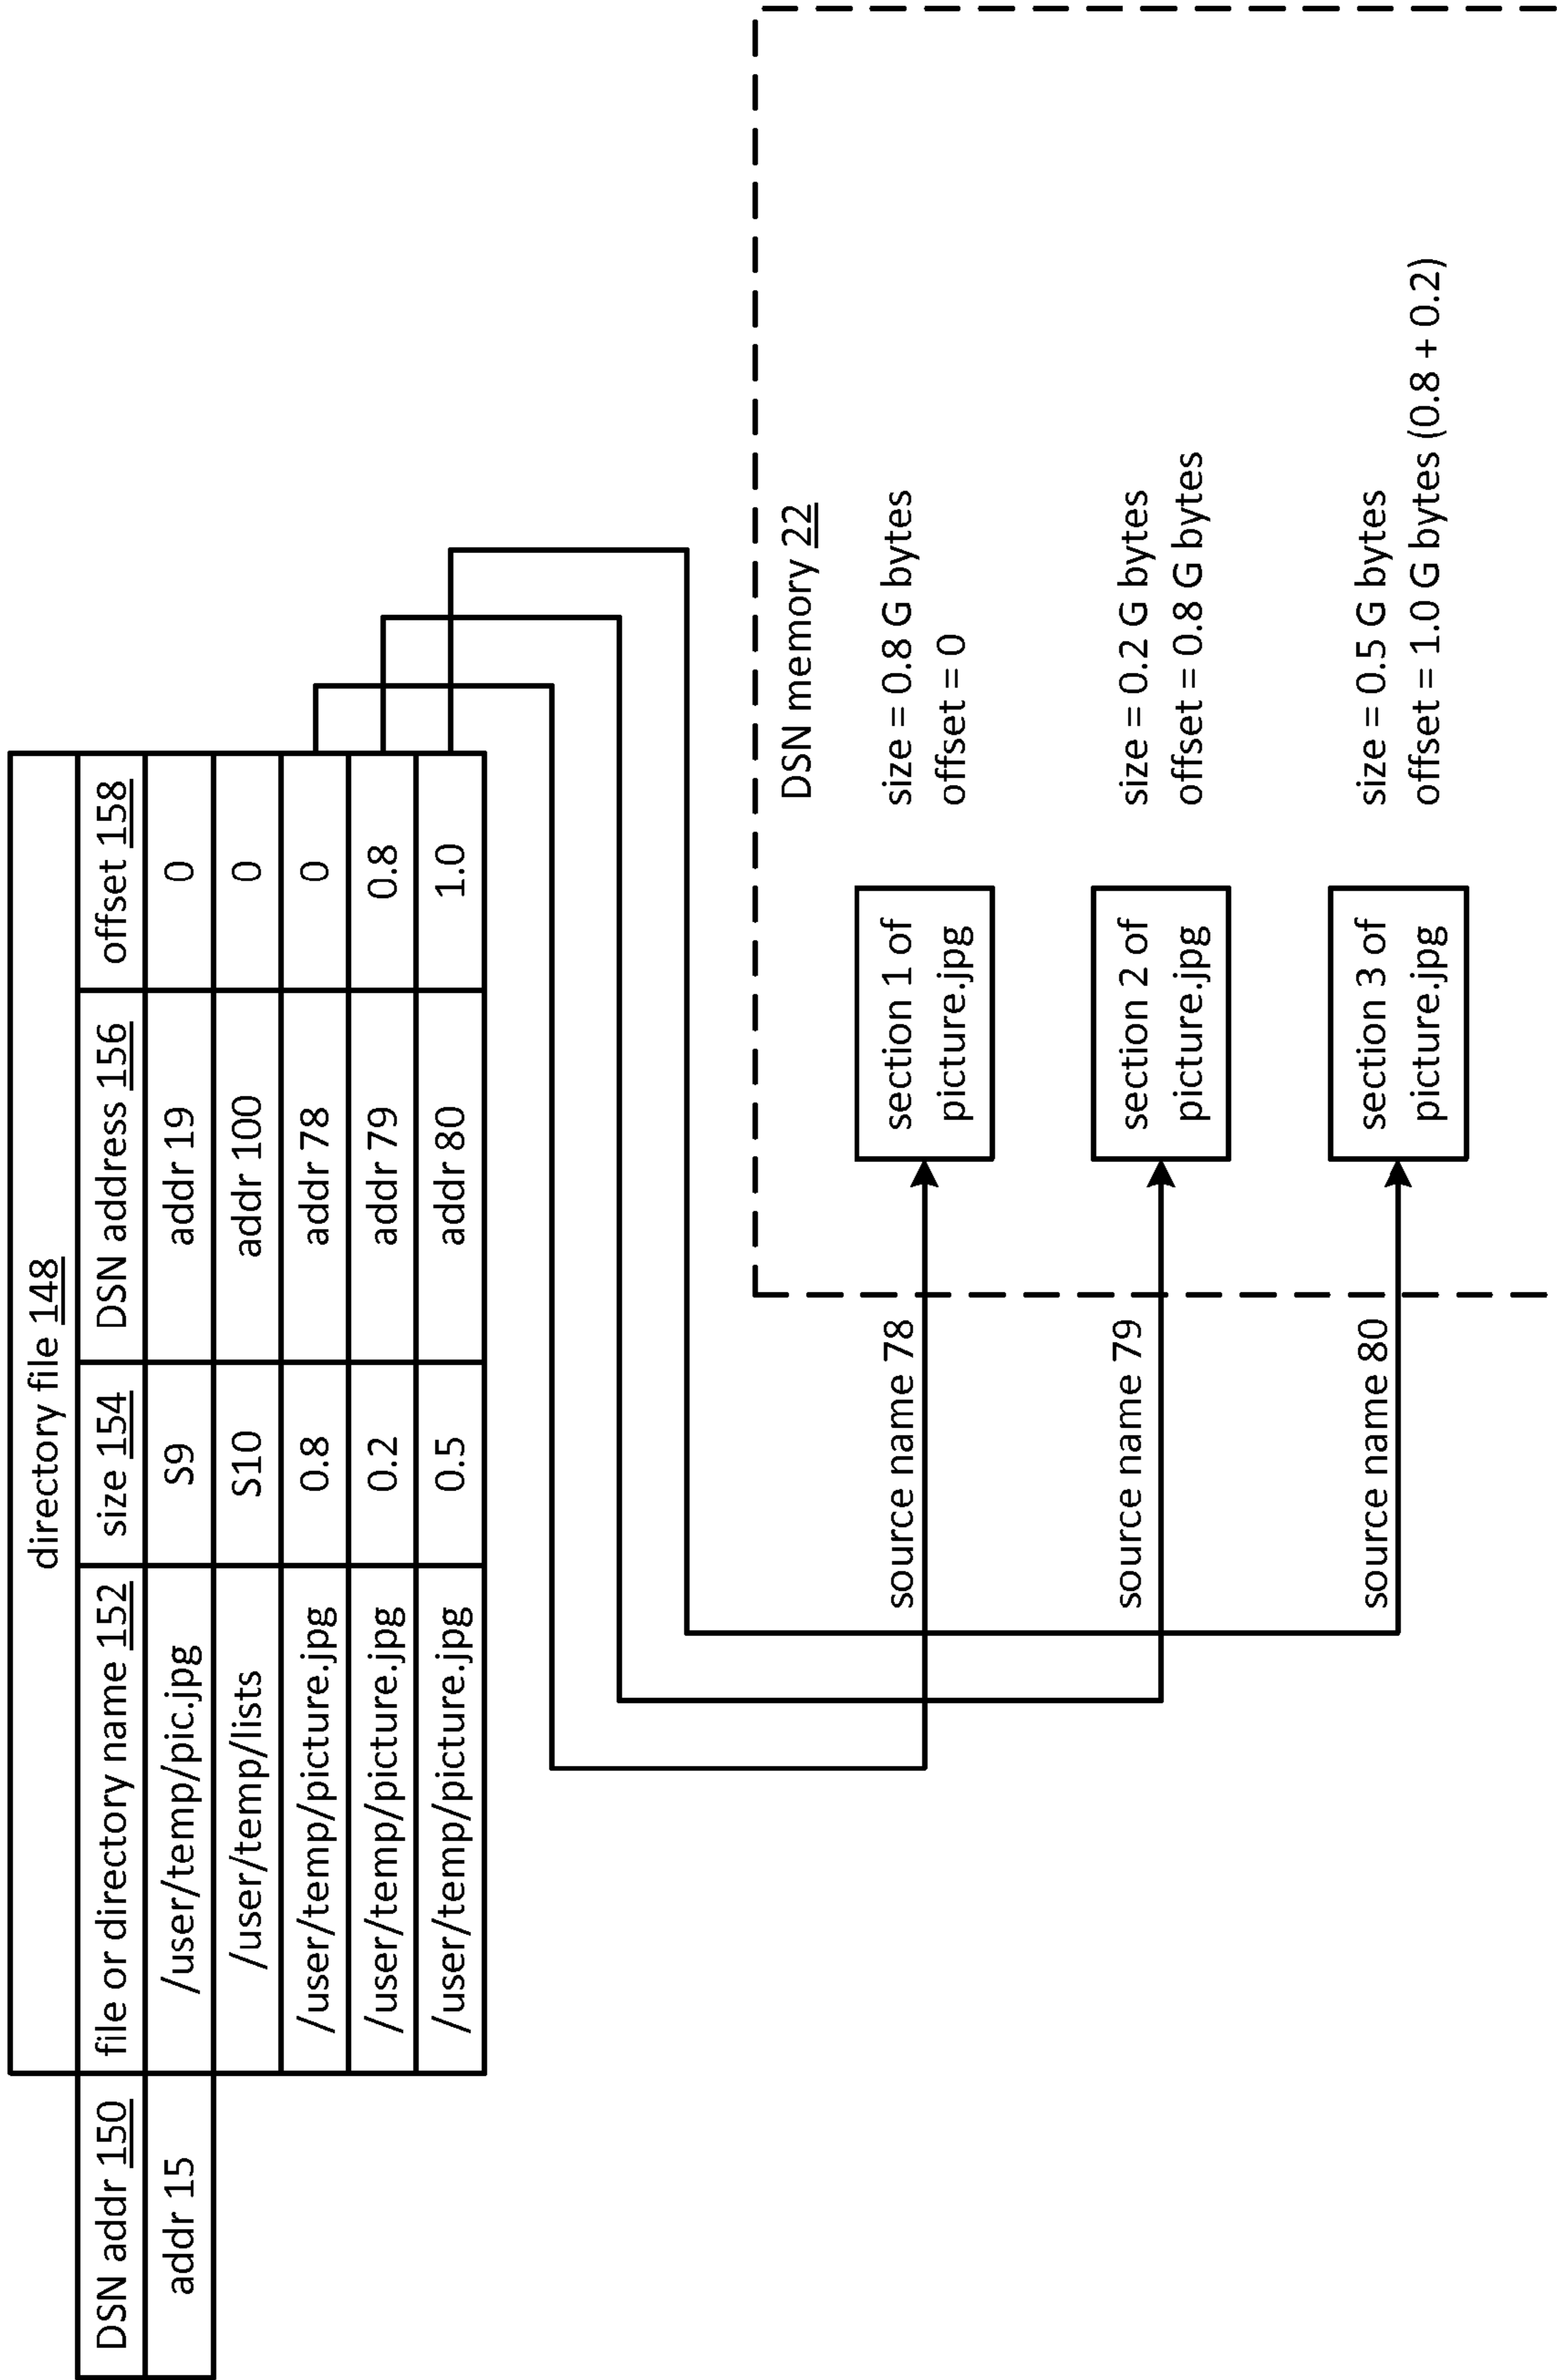 directory file 148
DSN addr 150 file or directory name 152 size 154 DSN address 156 offset 158
addr 15 /user/temp/pic.jpg S9 addr 19 0
/user/temp/lists S10 addr 100 0
/user/temp/picture.jpg 0.8 addr 78 0
/user/temp/picture.jpg 0.2 addr 79 0.8
/user/temp/picture.jpg 0.5 addr 80 1.0
DSN memory 22
source name 78
section 1 of
picture.jpg
size = 0.8 G bytes
offset = 0
source name 79
section 2 of
picture.jpg
size = 0.2 G bytes
offset = 0.8 G bytes
source name 80
section 3 of
picture.jpg
size = 0.5 G bytes
offset = 1.0 G bytes (0.8 + 0.2)